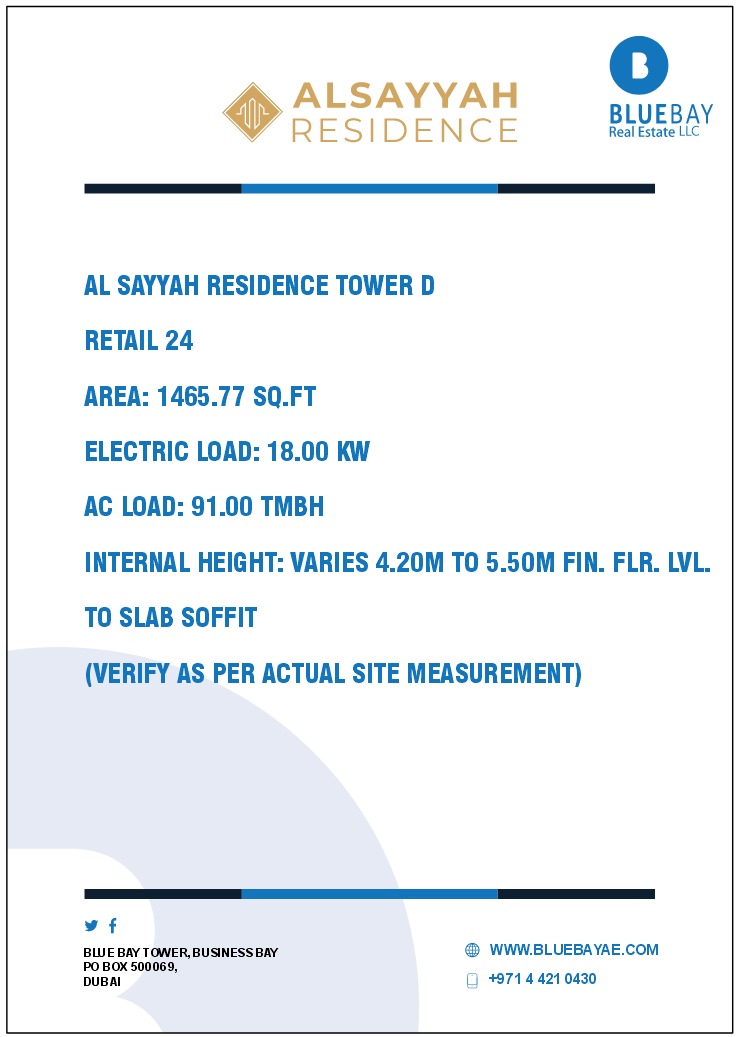 ALSAYYAH
RESIDENCE
B
BLUEBAY
Real Estate LLC
AL SAYYAH RESIDENCE TOWER D
RETAIL 24
AREA: 1465.77 SQ.FT
ELECTRIC LOAD: 18.00 KW
AC LOAD: 91.00 TMBH
INTERNAL HEIGHT: VARIES 4.20M TO 5.50M FIN. FLR. LVL.
TO SLAB SOFFIT
(VERIFY AS PER ACTUAL SITE MEASUREMENT)
BLUE BAY TOWER, BUSINESS BAY
PO BOX 500069,
DUBAI
WWW.BLUEBAYAE.COM
+971 4 421 0430